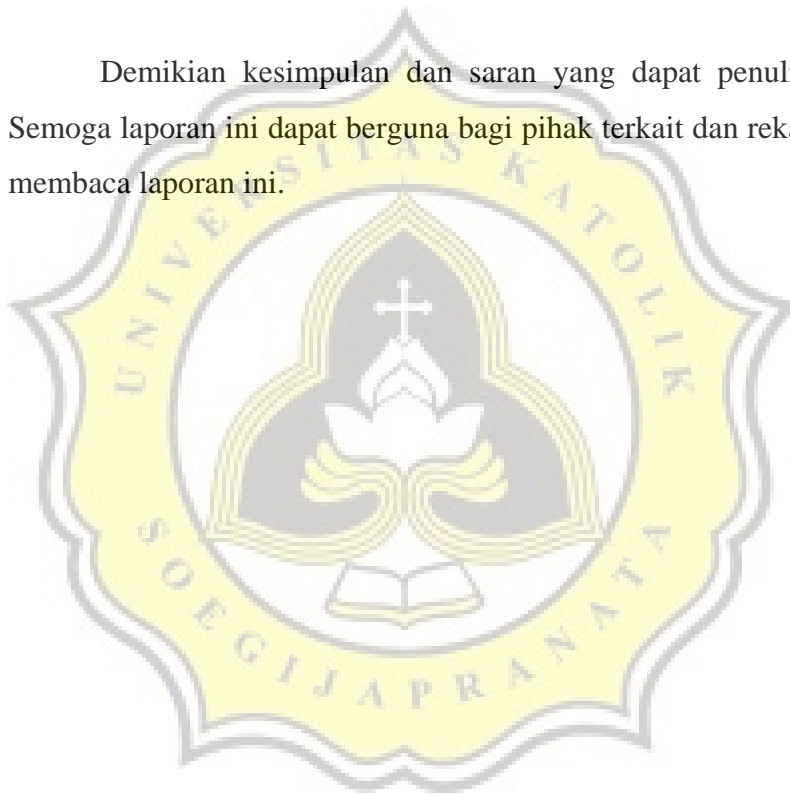 Demikian kesimpulan dan saran yang dapat
Semoga laporan ini dapat berguna bagi pihak terkait dan
membaca laporan ini.
UNIVERSITAS KATOLIK
SOEGIJAPRANATA